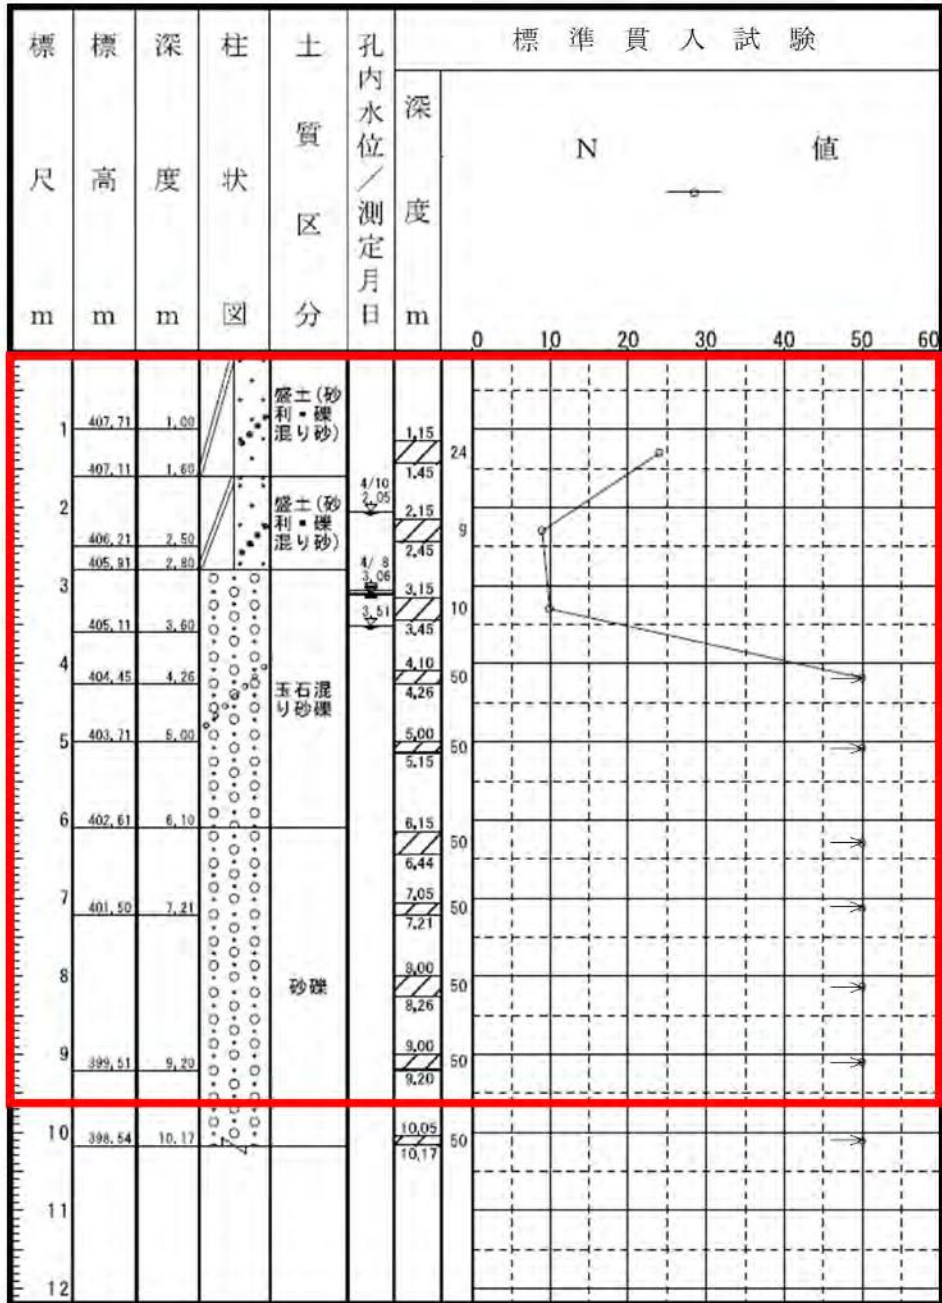 標尺 m
標高 m
深度 m
柱状図
土質区分
孔内水位/測定月日
標準貫入試験
深度 m
N 値
0 10 20 30 40 50 60
盛土(砂
利・礫
混り砂)
1 407,71 1,00 1,15
24
407,11 1,60 1,45
4/10
2,05
2 盛土(砂
利・礫
混り砂)
2,15
9
406,21 2,50 2,45
405,91 2,80
4/ 8
3,06
3 3,15
10
3,51
405,11 3,60 3,45
4 4,10
50
404,45 4,26 4,26
玉石混
り砂礫
403,71 5,00 5,00
5 50
5,15
6 402,61 6,10 6,15
50
6,44
7 7,05
50
401,50 7,21 7,21
8 8,00
砂礫 50
8,26
9 9,00
50
399,51 9,20 9,20
10 398,54 10,17 10,05
50
10,17
11
12